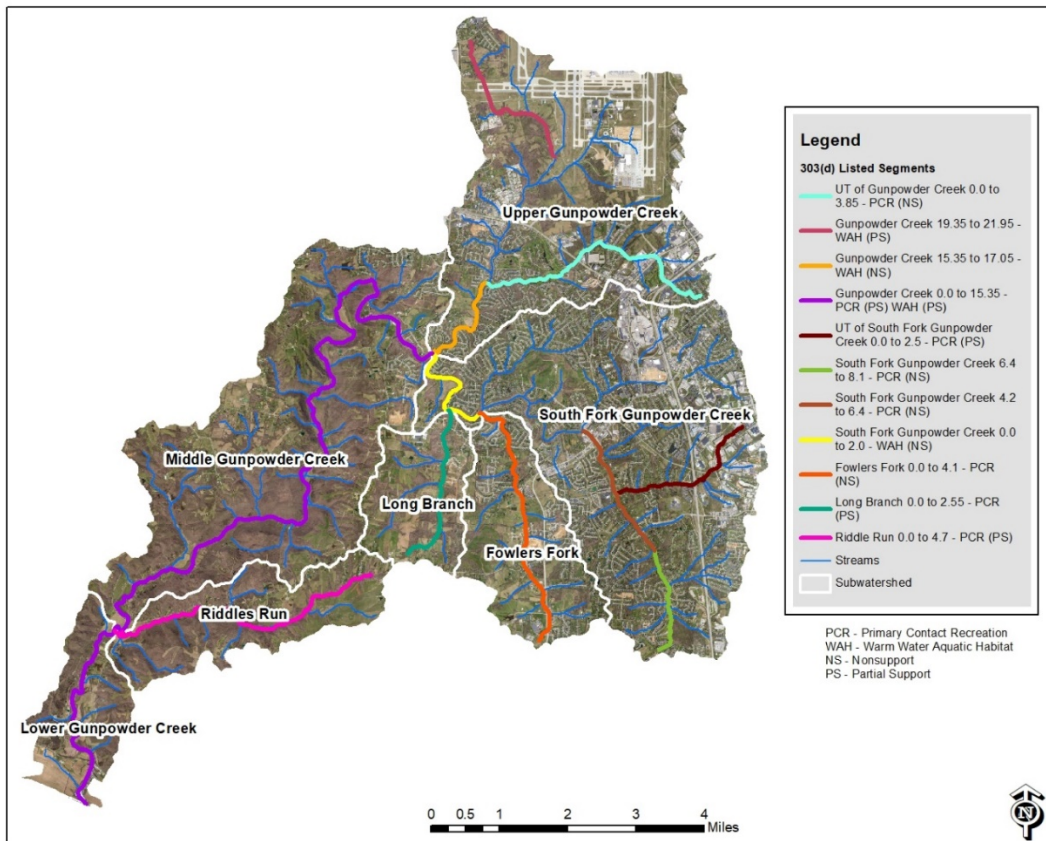 Upper Gunpowder Creek
South Fork Gunpowder Creek
Middle Gunpowder Creek
Long Branch
Fowlers Fork
Riddles Run
Lower Gunpowder Creek
Legend
303(d) Listed Segments
UT of Gunpowder Creek 0.0 to
3.85 - PCR (NS)
Gunpowder Creek 19.35 to 21.95 -
WAH (PS)
Gunpowder Creek 15.35 to 17.05 -
WAH (NS)
Gunpowder Creek 0.0 to 15.35 -
PCR (PS) WAH (PS)
UT of South Fork Gunpowder
Creek 0.0 to 2.5 - PCR (PS)
South Fork Gunpowder Creek 6.4
to 8.1 - PCR (NS)
South Fork Gunpowder Creek 4.2
to 6.4 - PCR (NS)
South Fork Gunpowder Creek 0.0
to 2.0 - WAH (NS)
Fowlers Fork 0.0 to 4.1 - PCR
(NS)
Long Branch 0.0 to 2.55 - PCR
(PS)
Riddle Run 0.0 to 4.7 - PCR (PS)
Streams
Subwatershed
PCR - Primary Contact Recreation
WAH - Warm Water Aquatic Habitat
NS - Nonsupport
PS - Partial Support
0 0.5 1 2 3 4
Miles
N